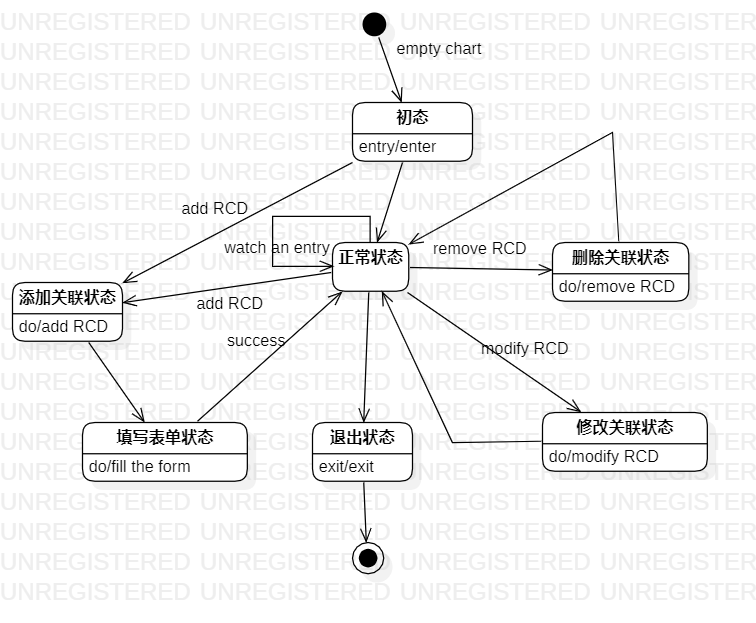 empty chart
初态
entry/enter
add RCD
watch an entry
正常状态
remove RCD
删除关联状态
do/remove RCD
添加关联状态
do/add RCD
add RCD
success
modify RCD
填写表单状态
do/fill the form
退出状态
exit/exit
修改关联状态
do/modify RCD
UNREGISTERED UNREGISTERED UNREGISTERED UNREGISTERED